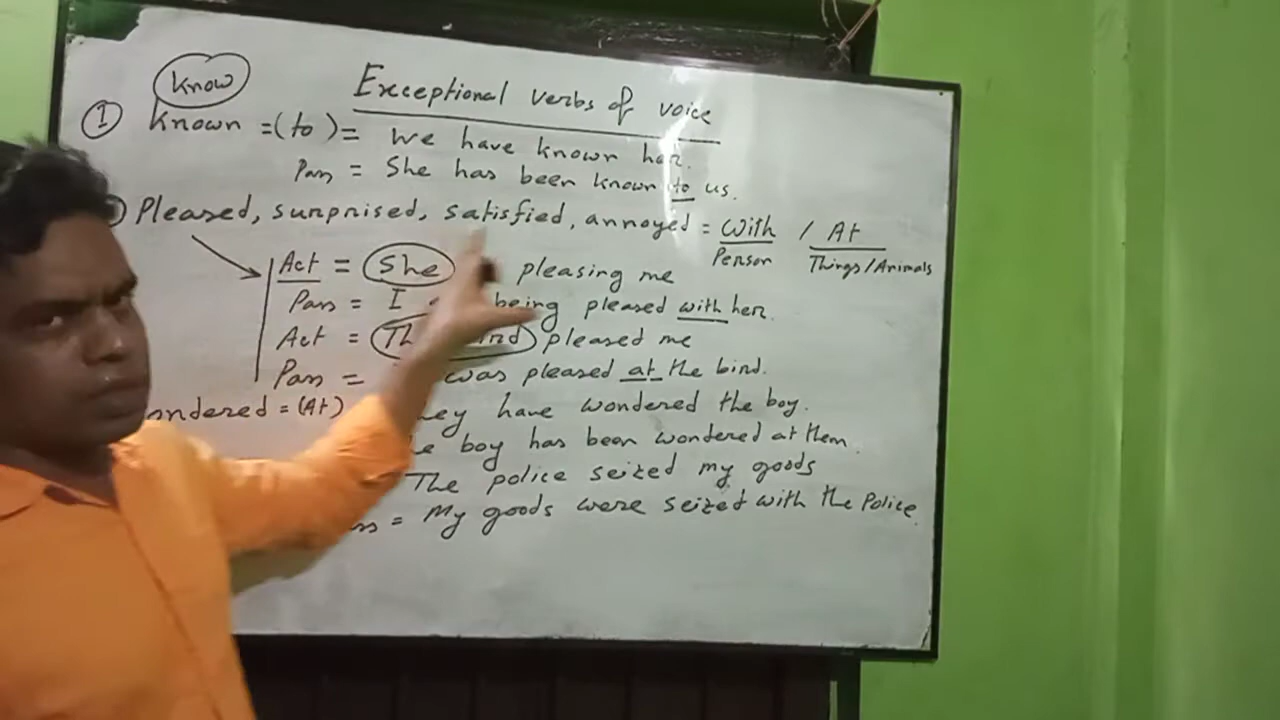 Know
Exceptional verbs of voice
① Known =(to)= We have known her.
Pass = She has been known to us.
Pleased, surprised, satisfied, annoyed = With / At
Person Things/Animals
Act = She pleasing me
Pass = I being pleased with her.
Act = pleased me
Pass = was pleased at the bird.
ondered = (At) hey have wondered the boy.
e boy has been wondered at them
The police seized my goods
ss = My goods were seized with the Police.